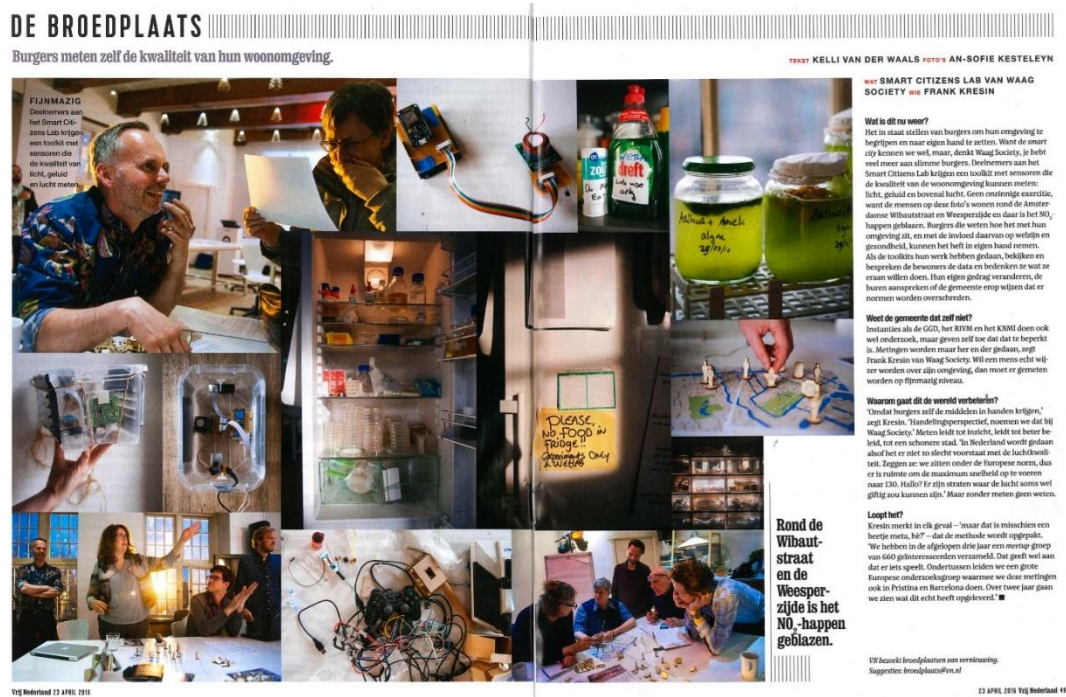 DE BROEDPLAATS
Burgers meten zelf de kwaliteit van hun woonomgeving.
TEKST KELLI VAN DER WAALS FOTO'S AN-SOFIE KESTELEYN
FIJNMAZIG
Deelnemers aan
het Smart Citi-
zens Lab krijgen
een toolkit met
sensoren die
de kwaliteit van
licht, geluid
en lucht meten.
dreft
Lab use
only
Arthur + Amela
algae
29/03/16
PLEASE,
NO FOOD in
FRIDGE!!
experiments Only
Rond de
Wibaut-
straat
en de
Weesper-
zijde is het
NO₂-happen
geblazen.
WAT SMART CITIZENS LAB VAN WAAG
SOCIETY WIE FRANK KRESIN
Wat is dit nu weer?
Het in staat stellen van burgers om hun omgeving te
begrijpen en naar eigen hand te zetten. Want de smart
city kennen we wel, maar, denkt Waag Society, je hebt
veel meer aan slimme burgers. Deelnemers aan het
Smart Citizens Lab krijgen een toolkit met sensoren die
de kwaliteit van de woonomgeving kunnen meten:
licht, geluid en bovenal lucht. Geen onzinnige exercitie,
want de mensen op deze foto's wonen rond de Amster-
damse Wibautstraat en Weesperzijde en daar is het NO₂-
happen geblazen. Burgers die weten hoe het met hun
omgeving zit, en met de invloed daarvan op welzijn en
gezondheid, kunnen het heft in eigen hand nemen.
Als de toolkits hun werk hebben gedaan, bekijken en
bespreken de bewoners de data en bedenken ze wat ze
eraan willen doen. Hun eigen gedrag veranderen, de
buren aanspreken of de gemeente erop wijzen dat er
normen worden overschreden.
Weet de gemeente dat zelf niet?
Instanties als de GGD, het RIVM en het KNMI doen ook
wel onderzoek, maar geven zelf toe dat dat te beperkt
is. Metingen worden maar her en der gedaan, zegt
Frank Kresin van Waag Society. Wil een mens echt wij-
zer worden over zijn omgeving, dan moet er gemeten
worden op fijnmazig niveau.
Waarom gaat dit de wereld verbeteren?
'Omdat burgers zelf de middelen in handen krijgen,'
zegt Kresin. 'Handelingsperspectief, noemen we dat bij
Waag Society.' Meten leidt tot inzicht, leidt tot beter be-
leid, tot een schonere stad. 'In Nederland wordt gedaan
alsof het er niet zo slecht voorstaat met de luchtkwali-
teit. Zeggen ze: we zitten onder de Europese norm, dus
er is ruimte om de maximum snelheid op te voeren
naar 130. Hallo? Er zijn straten waar de lucht soms wel
giftig zou kunnen zijn.' Maar zonder meten geen weten.
Loopt het?
Kresin merkt in elk geval – 'maar dat is misschien een
beetje meta, hè?' – dat de methode wordt opgepakt.
'We hebben in de afgelopen drie jaar een meetup-groep
van 660 geïnteresseerden verzameld. Dat geeft wel aan
dat er iets speelt. Ondertussen leiden we een grote
Europese onderzoeksgroep waarmee we deze metingen
ook in Pristina en Barcelona doen. Over twee jaar gaan
we zien wat dit echt heeft opgeleverd.'
VN bezoekt broedplaatsen van vernieuwing.
Suggesties: broedplaats@vn.nl
Vrij Nederland 23 APRIL 2016
23 APRIL 2016 Vrij Nederland